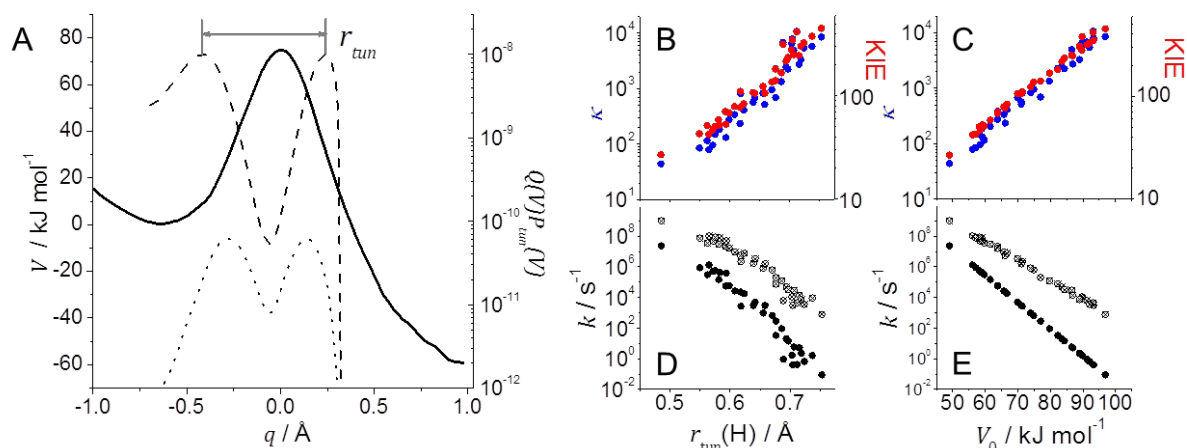 A
V / kJ mol⁻¹
80
60
40
20
0
-20
-40
-60
-1.0 -0.5 0.0 0.5 1.0
q / Å
r_tun
10⁻⁸
10⁻⁹
10⁻¹⁰
10⁻¹¹
10⁻¹²
Q(V)P_tun(V)
B
κ
10⁴
10³
10²
10¹
KIE
100
10
C
κ
10⁴
10³
10²
10¹
KIE
100
10
D
k / s⁻¹
10⁸
10⁶
10⁴
10²
10⁰
10⁻²
0.5 0.6 0.7
r_tun(H) / Å
E
k / s⁻¹
10⁸
10⁶
10⁴
10²
10⁰
10⁻²
50 60 70 80 90 100
V₀ / kJ mol⁻¹